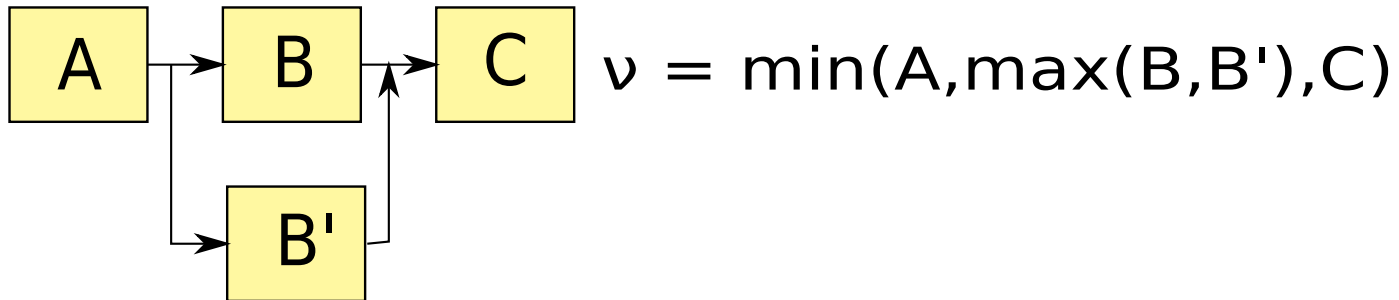 A B C ν = min(A,max(B,B'),C)
B'